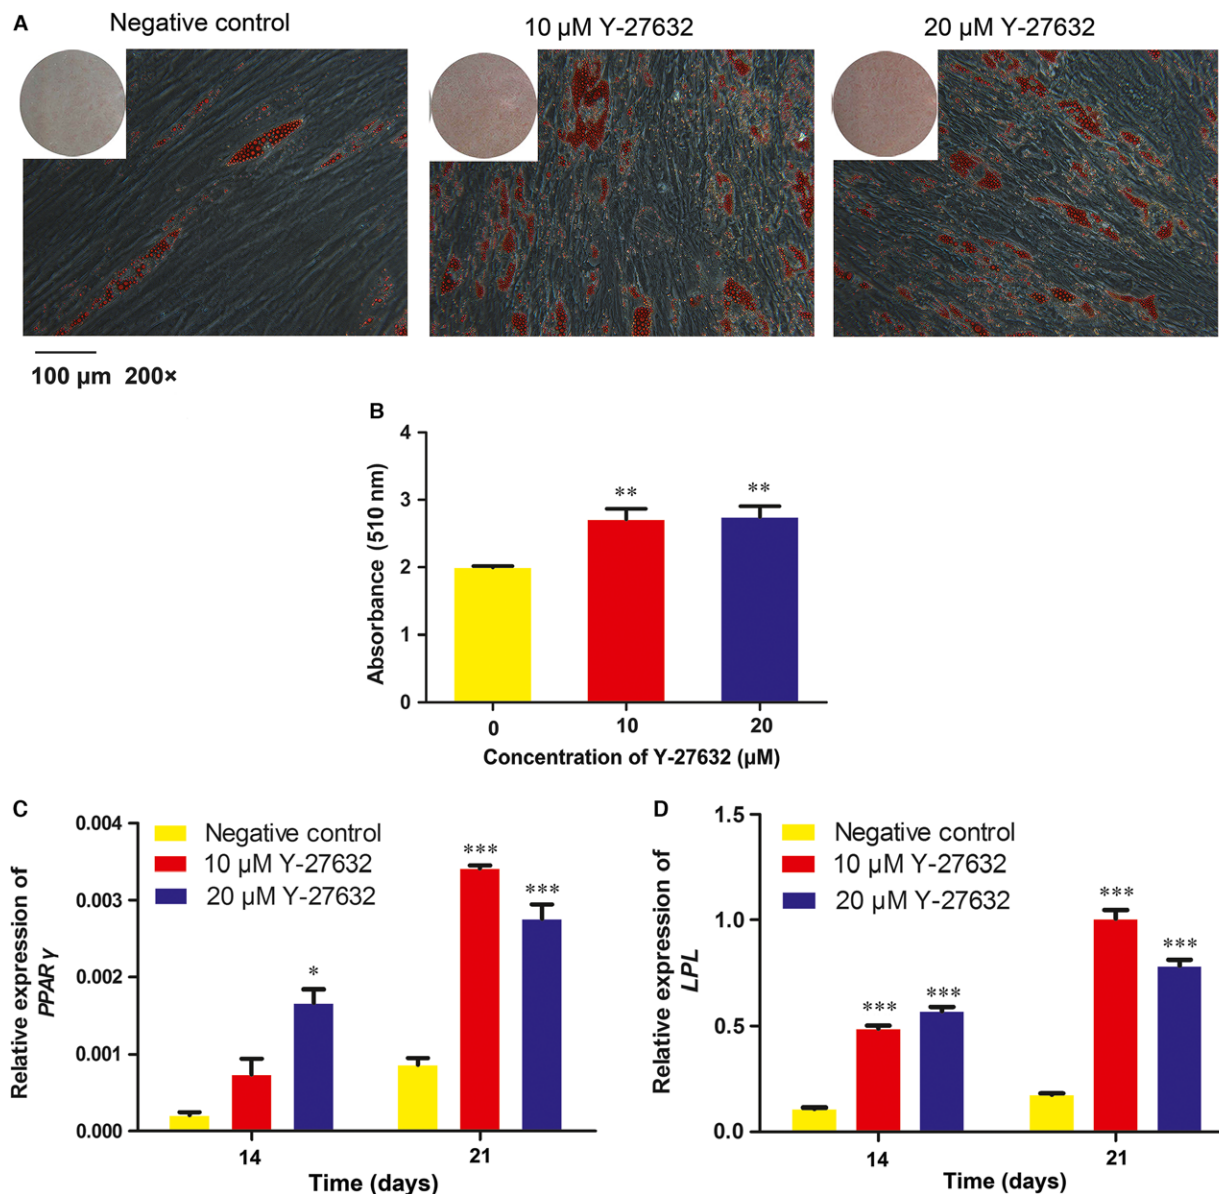 A
Negative control
10 µM Y-27632
20 µM Y-27632
100 µm 200×
B
Absorbance (510 nm)
4
3
2
1
0
** **
0 10 20
Concentration of Y-27632 (µM)
C
Relative expression of
PPARγ
0.004
0.003
0.002
0.001
0.000
Negative control
10 µM Y-27632
20 µM Y-27632
*
***
***
14 21
Time (days)
D
Relative expression of
LPL
1.5
1.0
0.5
0.0
Negative control
10 µM Y-27632
20 µM Y-27632
***
***
***
***
14 21
Time (days)